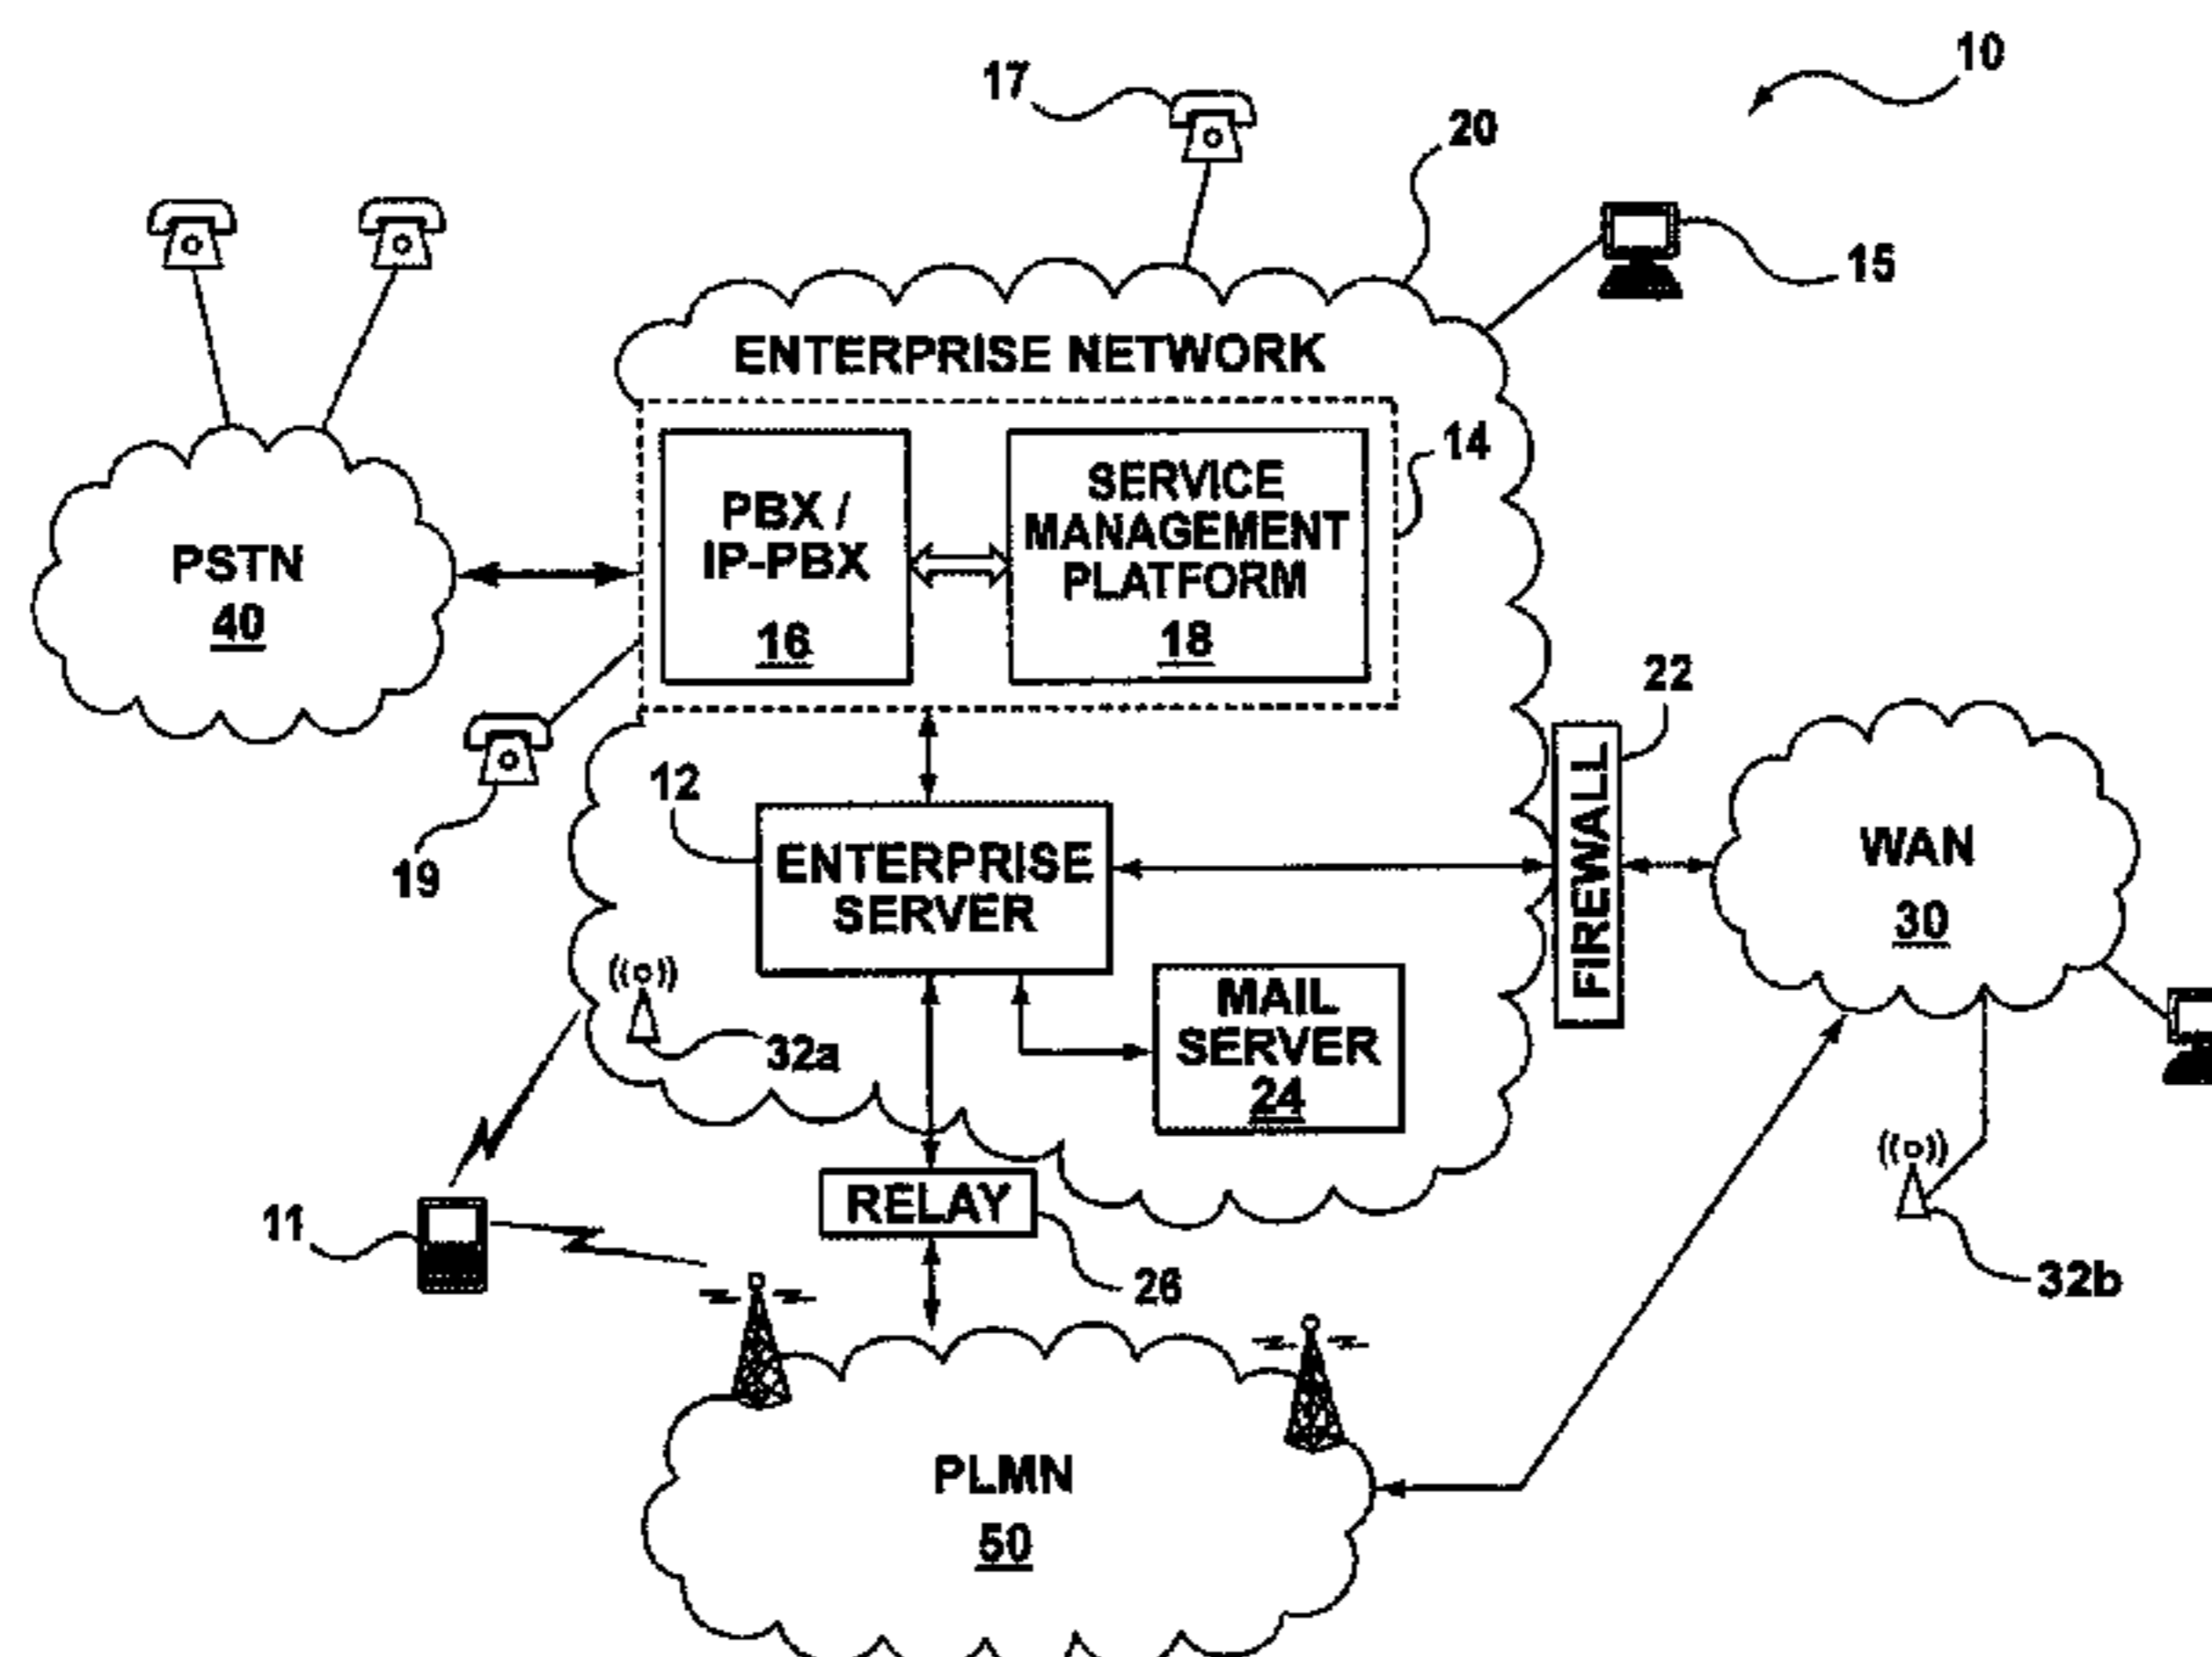 10
17
20
15
ENTERPRISE NETWORK
14
PBX /
IP-PBX
16
SERVICE
MANAGEMENT
PLATFORM
18
PSTN
40
22
19
12
ENTERPRISE
SERVER
FIREWALL
WAN
30
MAIL
SERVER
24
32a
11
RELAY
26
32b
PLMN
50